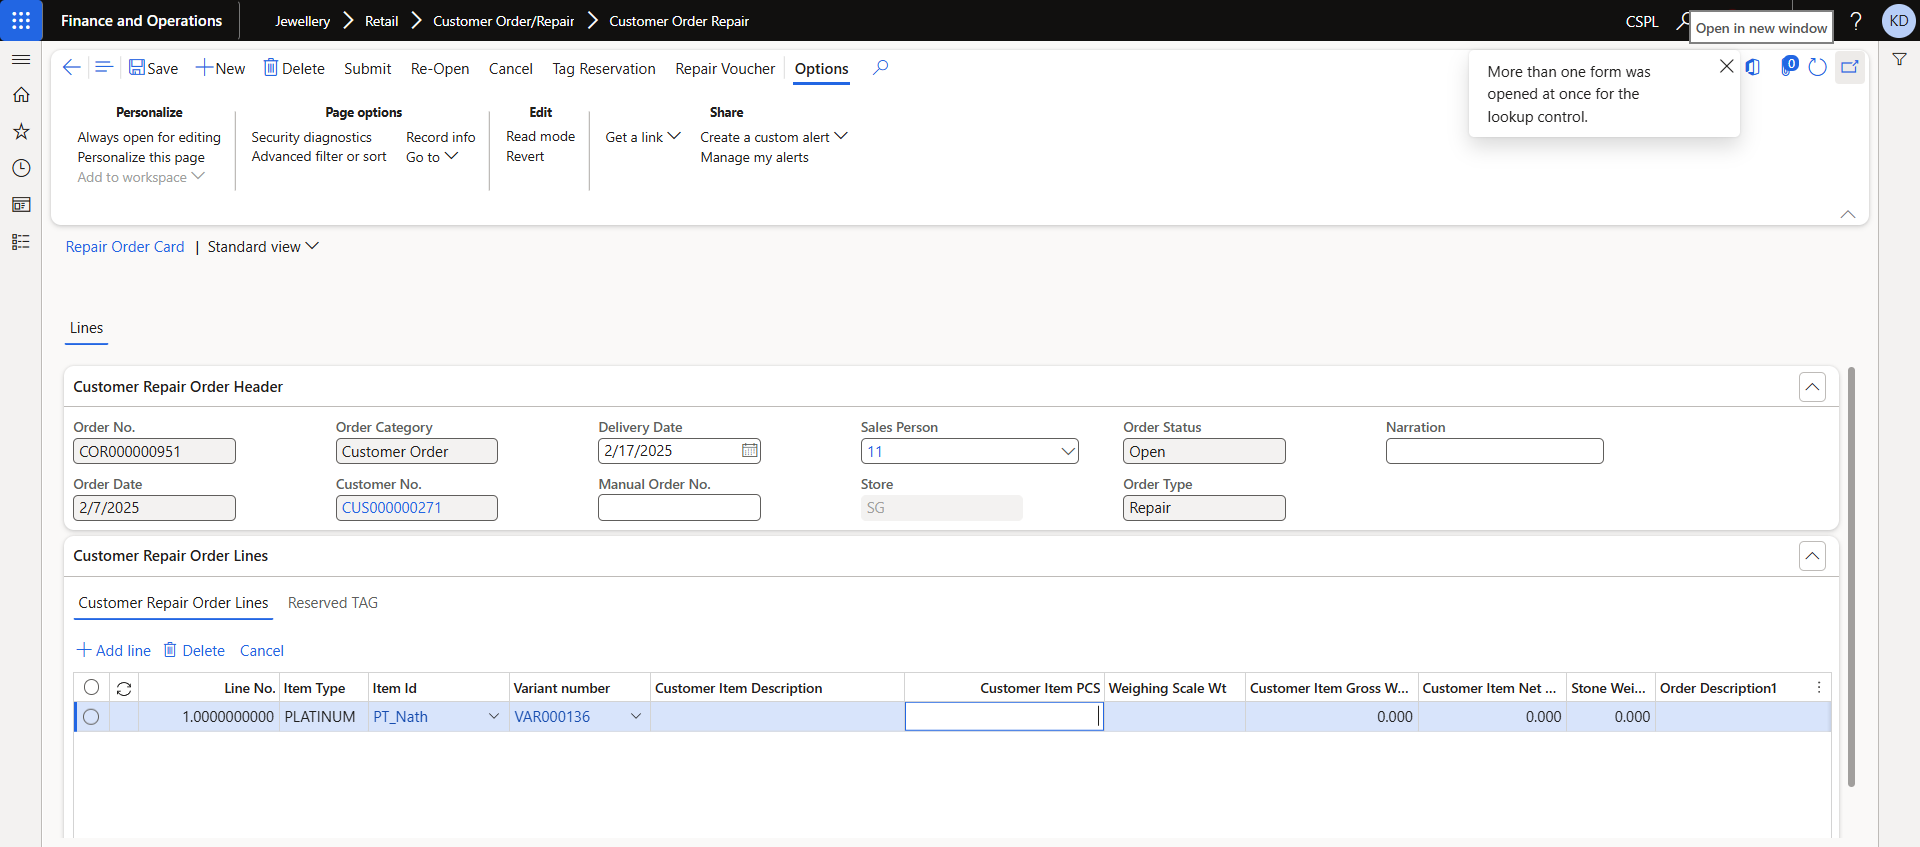 Finance and Operations
Jewellery
Retail
Customer Order/Repair
Customer Order Repair
CSPL
Open in new window
?
KD
Save
New
Delete
Submit
Re-Open
Cancel
Tag Reservation
Repair Voucher
Options
0
More than one form was
opened at once for the
lookup control.
Personalize
Always open for editing
Personalize this page
Add to workspace
Page options
Security diagnostics
Advanced filter or sort
Record info
Go to
Edit
Read mode
Revert
Get a link
Share
Create a custom alert
Manage my alerts
Repair Order Card | Standard view
Lines
Customer Repair Order Header
Order No.
COR000000951
Order Date
2/7/2025
Order Category
Customer Order
Customer No.
CUS000000271
Delivery Date
2/17/2025
Manual Order No.
Sales Person
11
Store
SG
Order Status
Open
Order Type
Repair
Narration
Customer Repair Order Lines
Customer Repair Order Lines Reserved TAG
Add line Delete Cancel
Line No. Item Type Item Id Variant number Customer Item Description Customer Item PCS Weighing Scale Wt Customer Item Gross W... Customer Item Net ... Stone Wei... Order Description1
1.0000000000 PLATINUM PT_Nath VAR000136 0.000 0.000 0.000